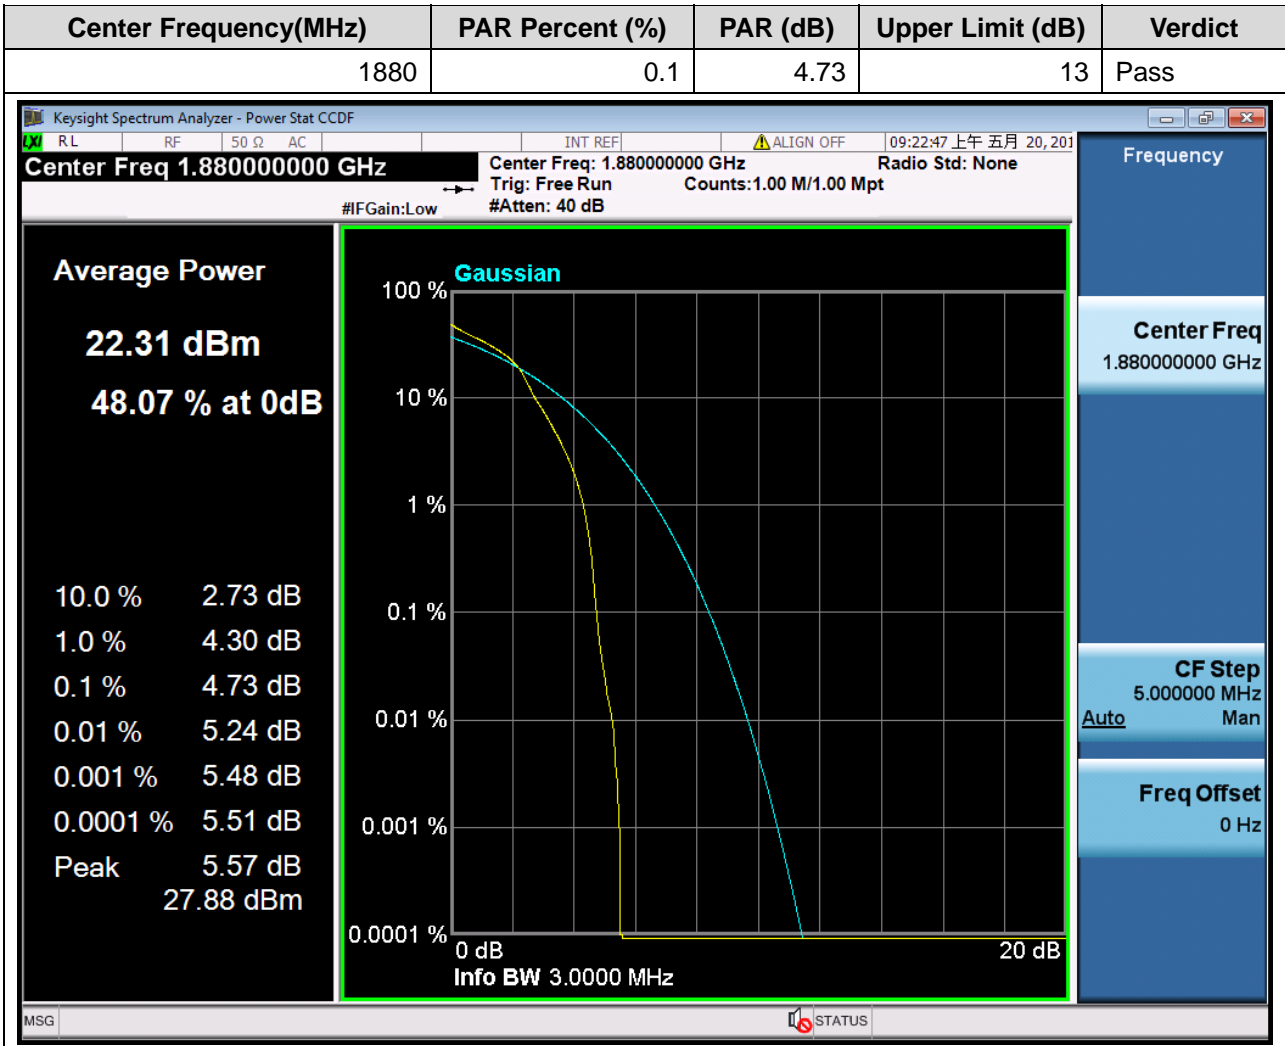 Center Frequency(MHz) PAR Percent (%) PAR (dB) Upper Limit (dB) Verdict
1880 0.1 4.73 13 Pass
Keysight Spectrum Analyzer - Power Stat CCDF
LXI RL RF 50 Ω AC INT REF ALIGN OFF 09:22:47 上午 五月 20, 201
Center Freq 1.880000000 GHz
Center Freq: 1.880000000 GHz Radio Std: None
Trig: Free Run Counts:1.00 M/1.00 Mpt
#IFGain:Low #Atten: 40 dB
Average Power
22.31 dBm
48.07 % at 0dB
10.0 % 2.73 dB
1.0 % 4.30 dB
0.1 % 4.73 dB
0.01 % 5.24 dB
0.001 % 5.48 dB
0.0001 % 5.51 dB
Peak 5.57 dB
27.88 dBm
Gaussian
100 %
10 %
1 %
0.1 %
0.01 %
0.001 %
0.0001 %
0 dB 20 dB
Info BW 3.0000 MHz
Frequency
Center Freq
1.880000000 GHz
CF Step
5.000000 MHz
Auto Man
Freq Offset
0 Hz
MSG STATUS